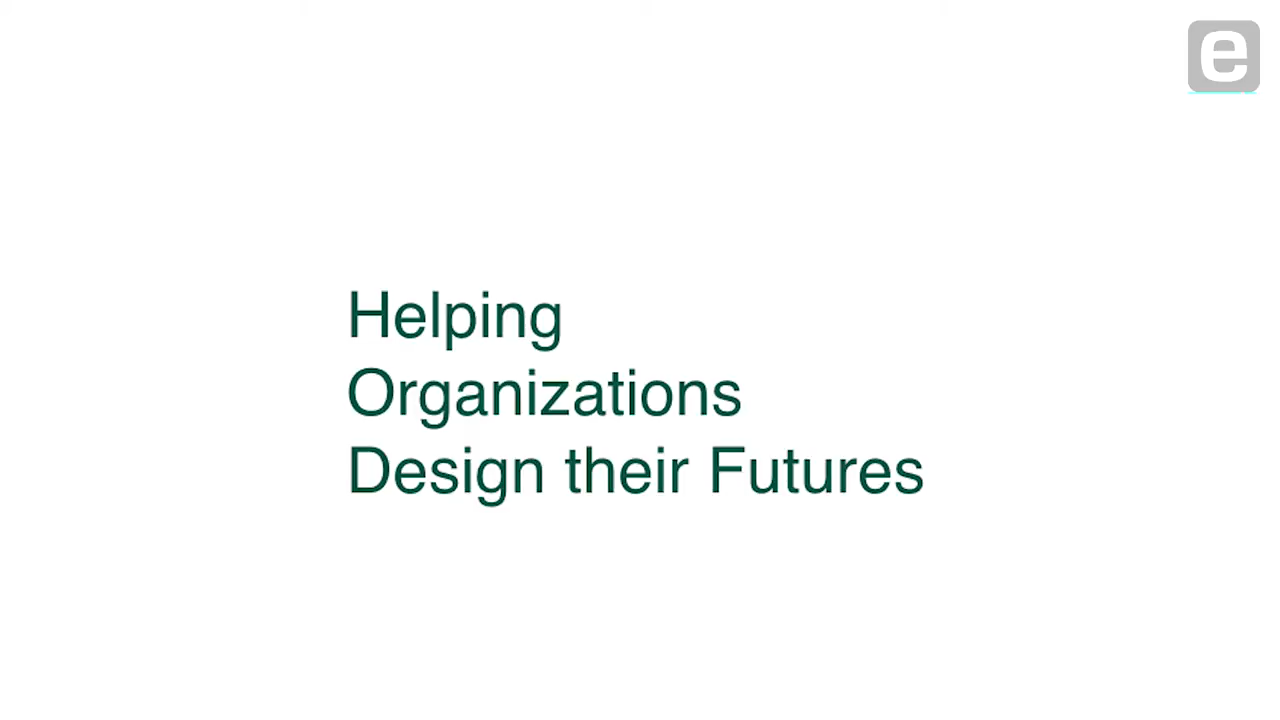 e
Helping
Organizations
Design their Futures